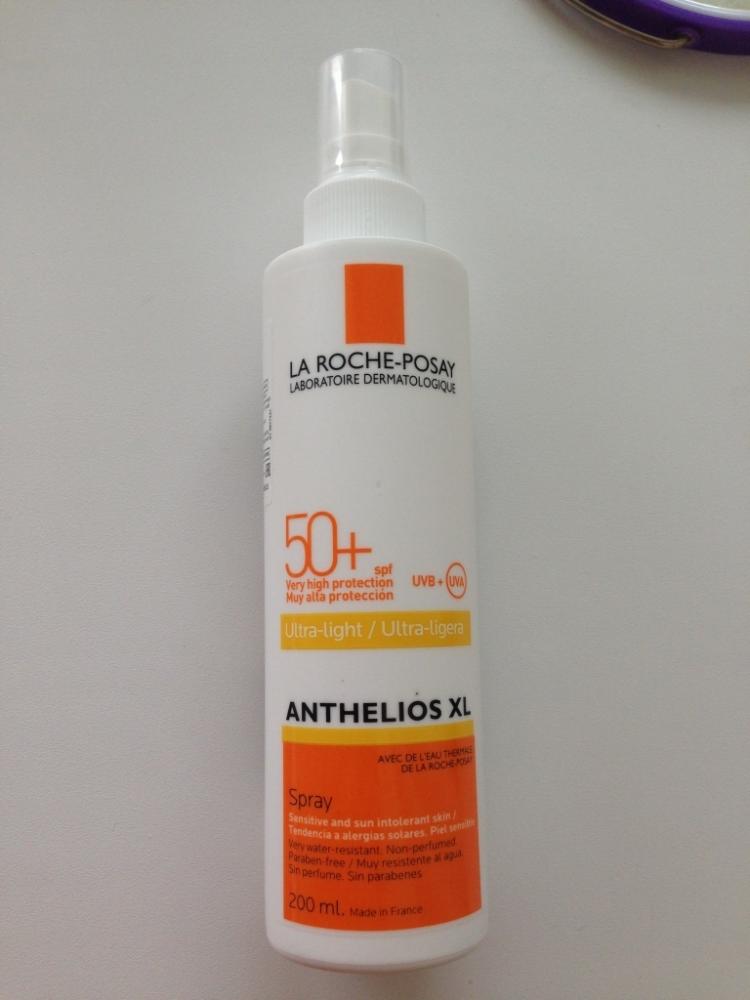 LA ROCHE-POSAY
LABORATOIRE DERMATOLOGIQUE
50+ spf
Very high protection
Muy alta protección
UVB + UVA
Ultra-light / Ultra-ligera
ANTHELIOS XL
AVEC DE L'EAU THERMALE
DE LA ROCHE-POSAY
Spray
Sensitive and sun intolerant skin /
Tendencia a alergias solares. Piel
Very water-resistant. Non-perfumed.
Paraben-free / Muy resistente al agua.
Sin perfume. Sin parabenes
200 ml. Made in France